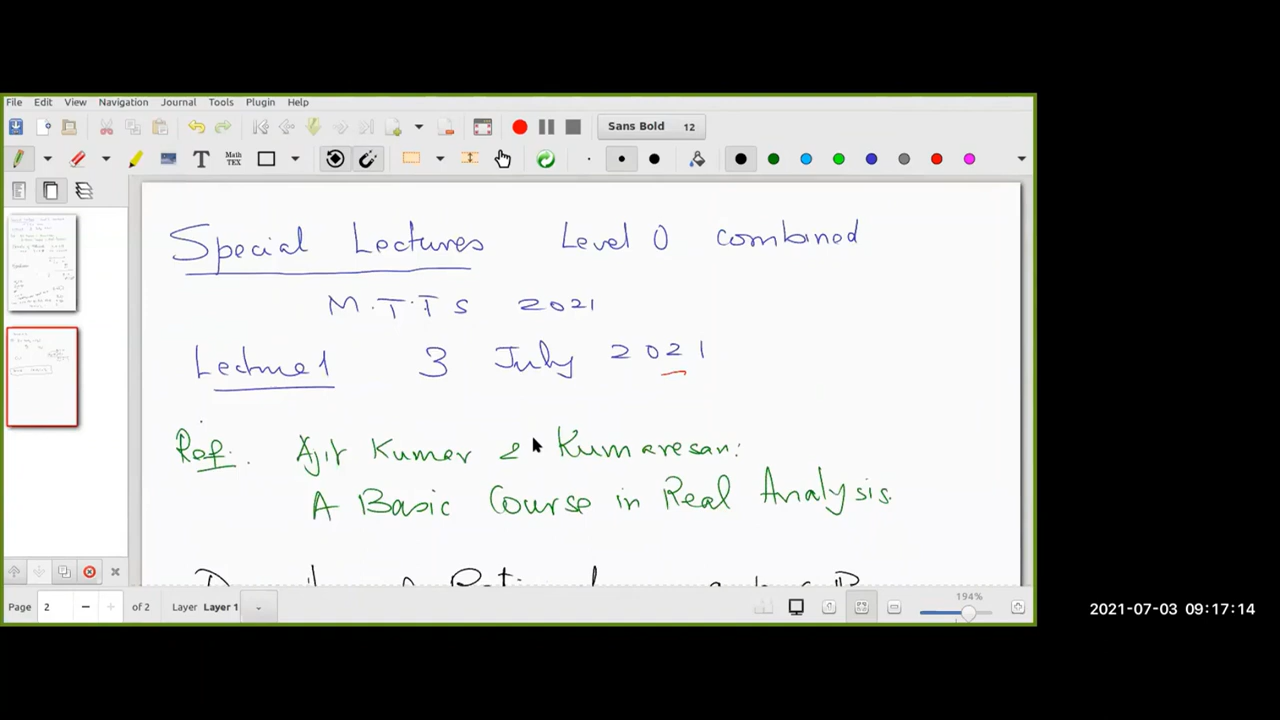 File Edit View Navigation Journal Tools Plugin Help
Sans Bold 12
T Math TEX
Special Lectures Level 0 combined
M.T.T.S 2021
Lecture 1 3 July 2021
Ref. Ajit Kumar & Kumaresan:
A Basic Course in Real Analysis.
Page 2 of 2 Layer Layer 1 194%
2021-07-03 09:17:14